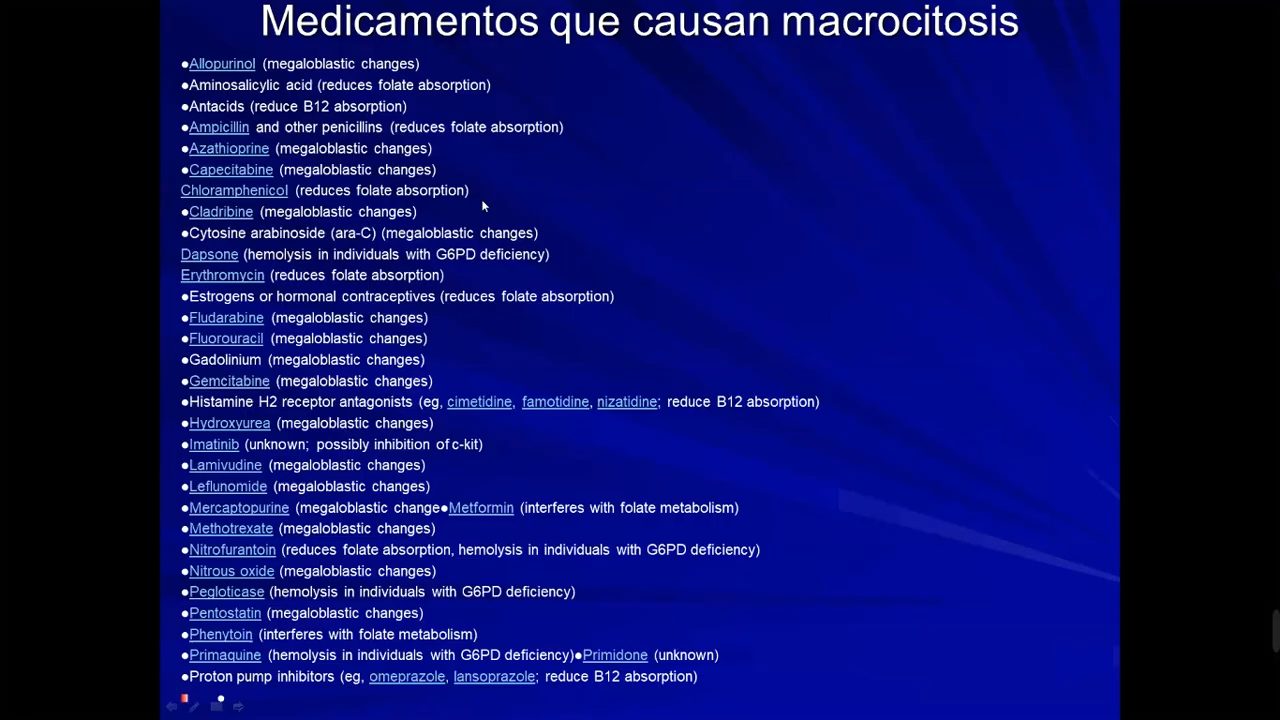 Medicamentos que causan macrocitosis
●Allopurinol (megaloblastic changes)
●Aminosalicylic acid (reduces folate absorption)
●Antacids (reduce B12 absorption)
●Ampicillin and other penicillins (reduces folate absorption)
●Azathioprine (megaloblastic changes)
●Capecitabine (megaloblastic changes)
Chloramphenicol (reduces folate absorption)
●Cladribine (megaloblastic changes)
●Cytosine arabinoside (ara-C) (megaloblastic changes)
Dapsone (hemolysis in individuals with G6PD deficiency)
Erythromycin (reduces folate absorption)
●Estrogens or hormonal contraceptives (reduces folate absorption)
●Fludarabine (megaloblastic changes)
●Fluorouracil (megaloblastic changes)
●Gadolinium (megaloblastic changes)
●Gemcitabine (megaloblastic changes)
●Histamine H2 receptor antagonists (eg, cimetidine, famotidine, nizatidine; reduce B12 absorption)
●Hydroxyurea (megaloblastic changes)
●Imatinib (unknown; possibly inhibition of c-kit)
●Lamivudine (megaloblastic changes)
●Leflunomide (megaloblastic changes)
●Mercaptopurine (megaloblastic change●Metformin (interferes with folate metabolism)
●Methotrexate (megaloblastic changes)
●Nitrofurantoin (reduces folate absorption, hemolysis in individuals with G6PD deficiency)
●Nitrous oxide (megaloblastic changes)
●Pegloticase (hemolysis in individuals with G6PD deficiency)
●Pentostatin (megaloblastic changes)
●Phenytoin (interferes with folate metabolism)
●Primaquine (hemolysis in individuals with G6PD deficiency)●Primidone (unknown)
●Proton pump inhibitors (eg, omeprazole, lansoprazole; reduce B12 absorption)